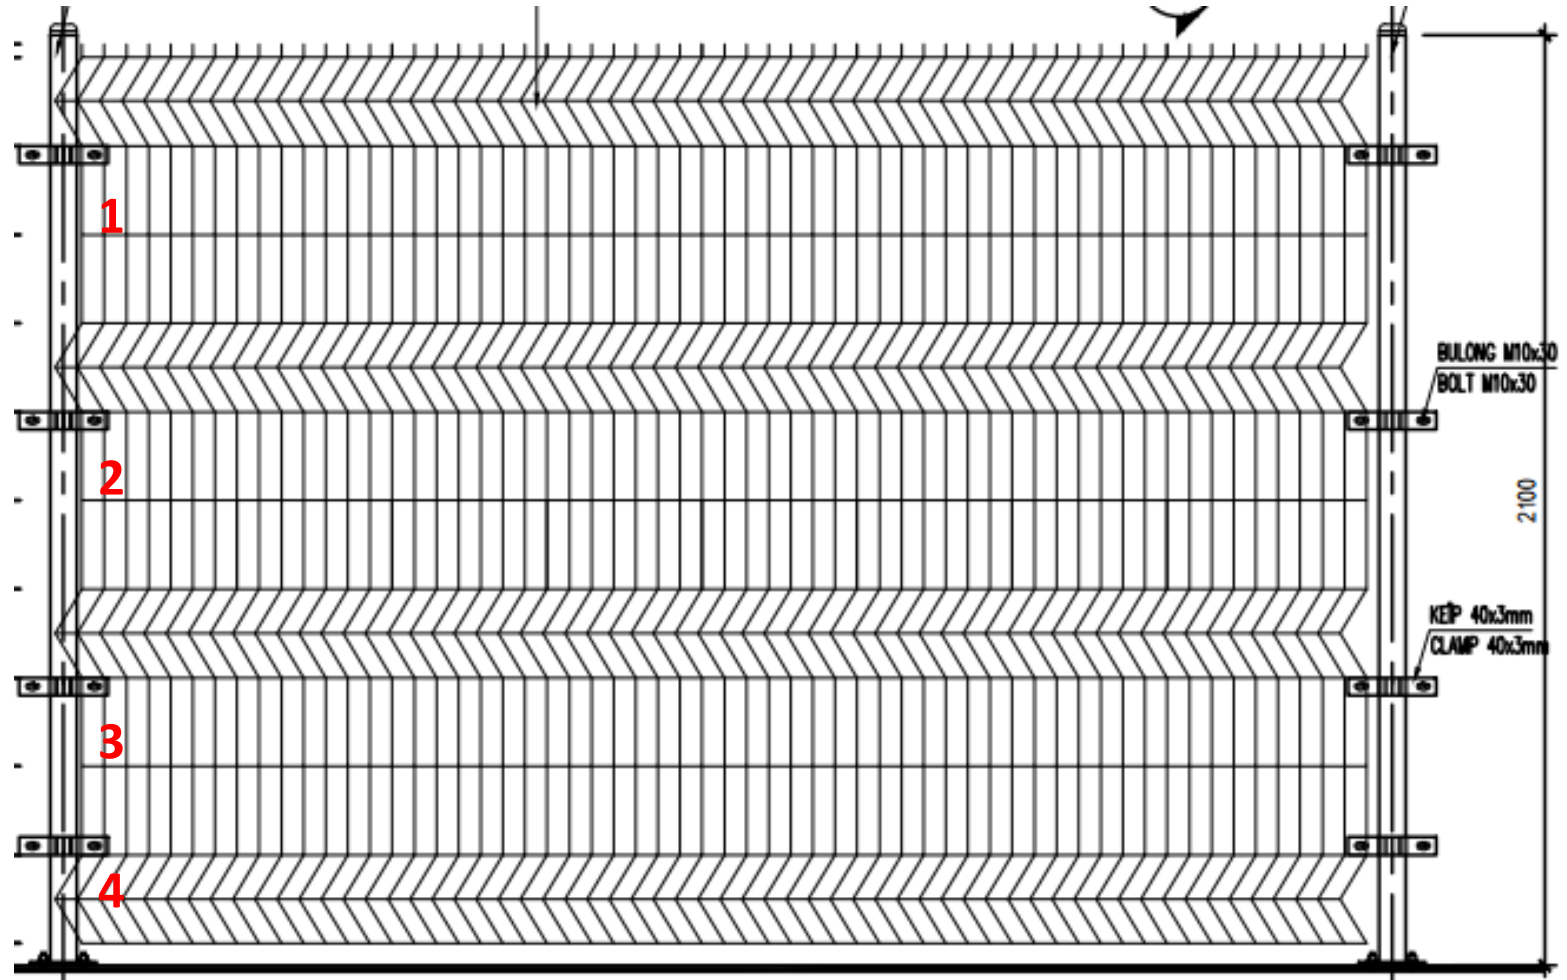 1
BULONG M10x30
BOLT M10x30
2
2100
KẸP 40x3mm
CLAMP 40x3mm
3
4